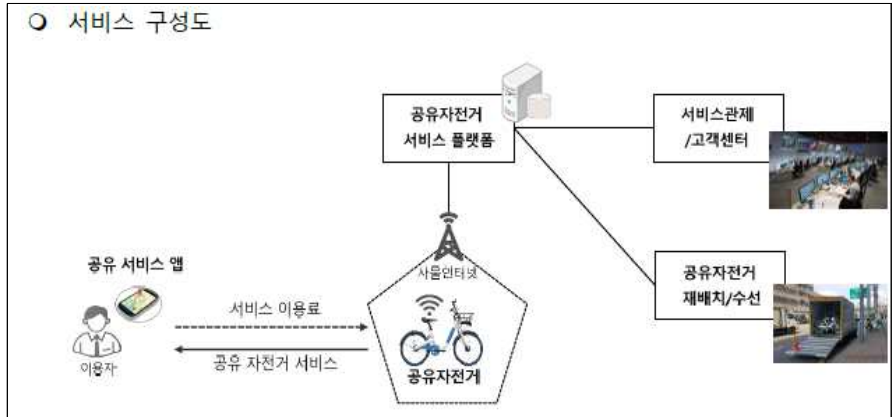 ❍ 서비스 구성도
공유자전거
서비스 플랫폼
서비스관제
/고객센터
사물인터넷
공유 서비스 앱
공유자전거
재배치/수선
서비스 이용료
공유 자전거 서비스
이용자
공유자전거